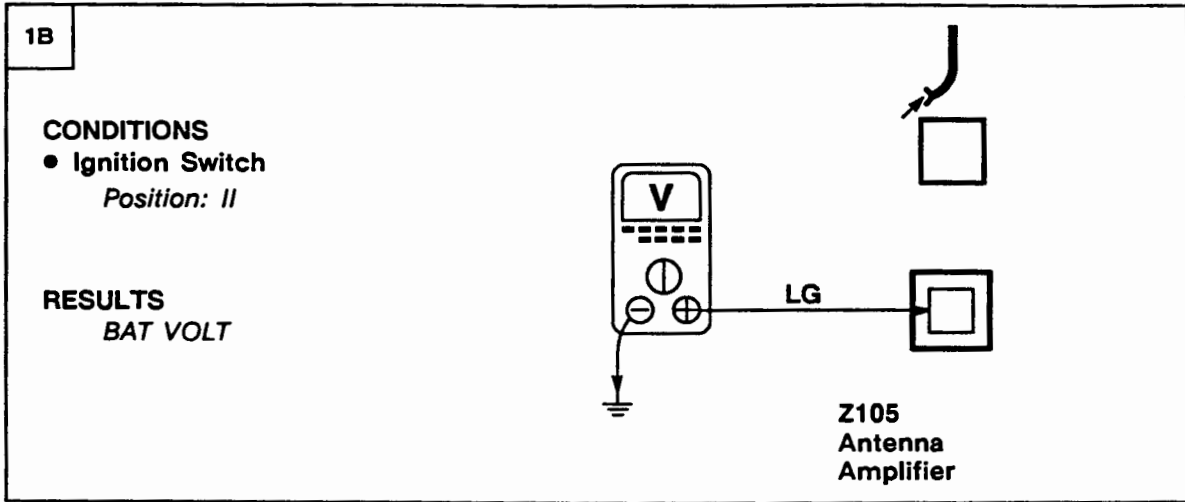 1B
CONDITIONS
● Ignition Switch
Position: II
RESULTS
BAT VOLT
V
LG
Z105
Antenna
Amplifier